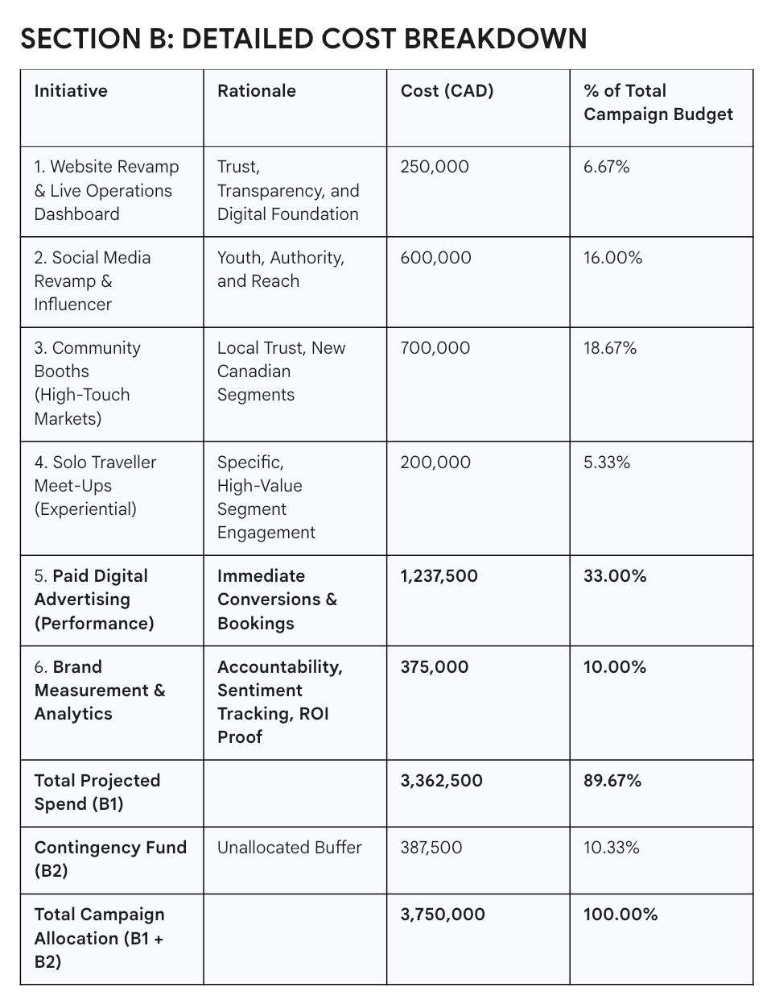 SECTION B: DETAILED COST BREAKDOWN
Initiative
Rationale
Cost (CAD)
% of Total
Campaign Budget
1. Website Revamp
& Live Operations
Dashboard
Trust,
Transparency, and
Digital Foundation
250,000
6.67%
2. Social Media
Revamp &
Influencer
Youth, Authority,
and Reach
600,000
16.00%
3. Community
Booths
(High-Touch
Markets)
Local Trust, New
Canadian
Segments
700,000
18.67%
4. Solo Traveller
Meet-Ups
(Experiential)
Specific,
High-Value
Segment
Engagement
200,000
5.33%
5. Paid Digital
Advertising
(Performance)
Immediate
Conversions &
Bookings
1,237,500
33.00%
6. Brand
Measurement &
Analytics
Accountability,
Sentiment
Tracking, ROI
Proof
375,000
10.00%
Total Projected
Spend (B1)
3,362,500
89.67%
Contingency Fund
(B2)
Unallocated Buffer
387,500
10.33%
Total Campaign
Allocation (B1 +
B2)
3,750,000
100.00%